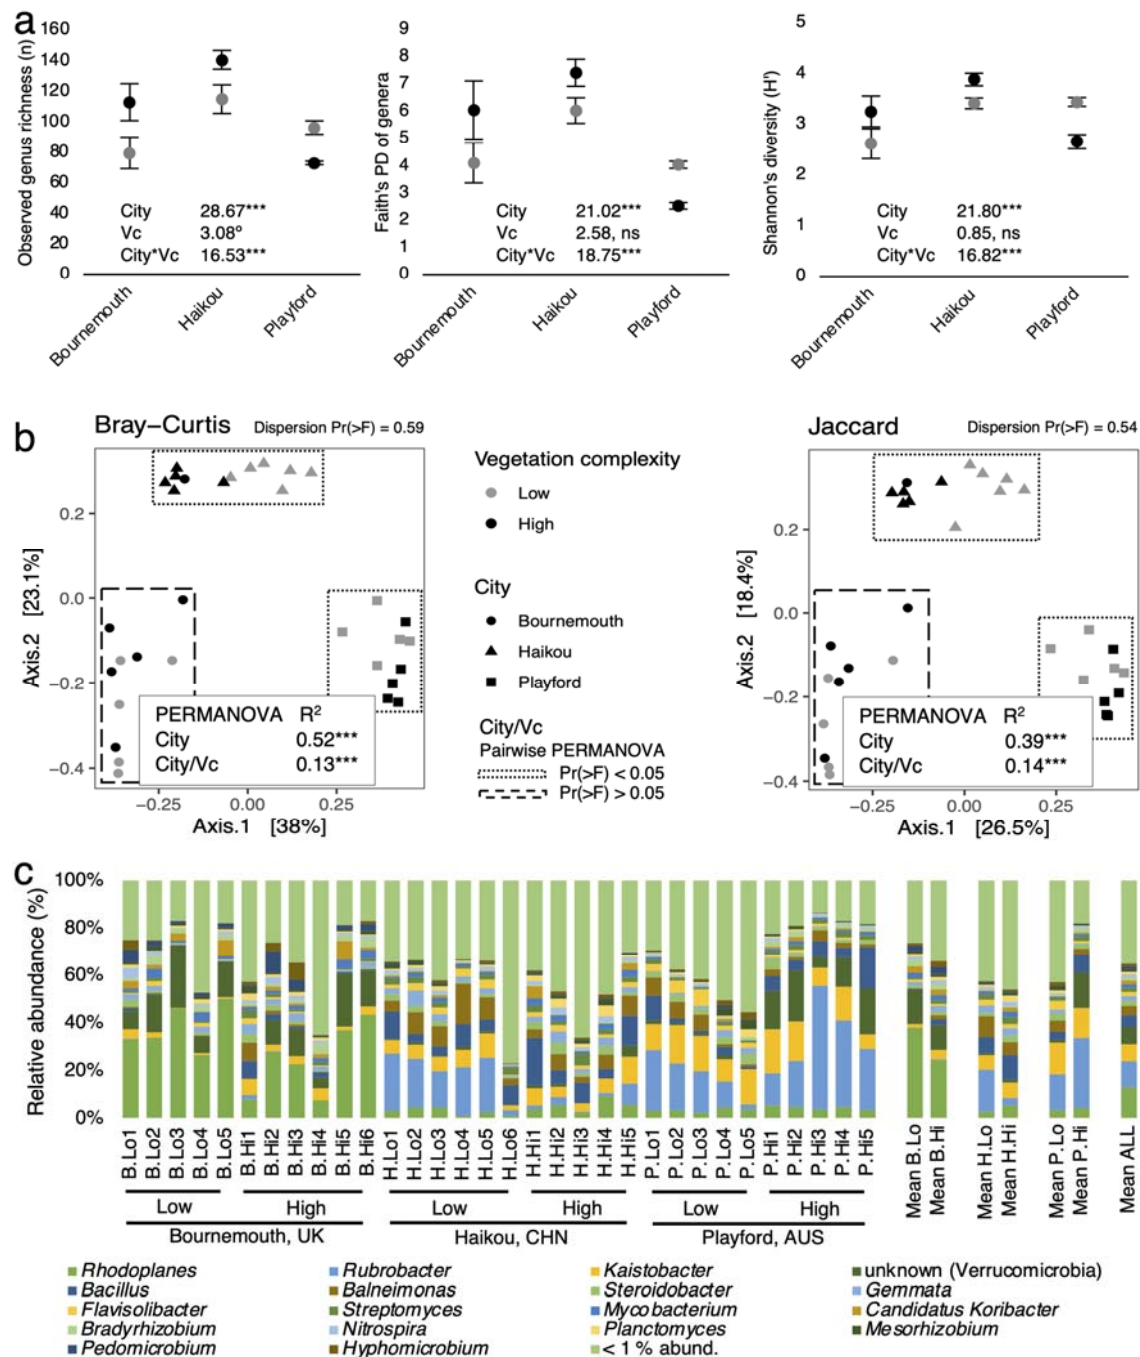 a
Observed genus richness (n)
160
140
120
100
80
60
40
20
0
City 28.67***
Vc 3.08º
City*Vc 16.53***
Bournemouth
Haikou
Playford
Faith's PD of genera
9
8
7
6
5
4
3
2
1
0
City 21.02***
Vc 2.58, ns
City*Vc 18.75***
Bournemouth
Haikou
Playford
Shannon's diversity (H')
5
4
3
2
1
0
City 21.80***
Vc 0.85, ns
City*Vc 16.82***
Bournemouth
Haikou
Playford
b
Bray−Curtis Dispersion Pr(>F) = 0.59
Axis.2 [23.1%]
0.2
0.0
−0.2
−0.4
PERMANOVA R2
City 0.52***
City/Vc 0.13***
−0.25 0.00 0.25
Axis.1 [38%]
Vegetation complexity
Low
High
City
Bournemouth
Haikou
Playford
City/Vc
Pairwise PERMANOVA
Pr(>F) < 0.05
Pr(>F) > 0.05
Jaccard Dispersion Pr(>F) = 0.54
Axis.2 [18.4%]
0.2
0.0
−0.2
−0.4
PERMANOVA R2
City 0.39***
City/Vc 0.14***
−0.25 0.00 0.25
Axis.1 [26.5%]
c
Relative abundance (%)
100%
80%
60%
40%
20%
0%
B.Lo1
B.Lo2
B.Lo3
B.Lo4
B.Lo5
B.Hi1
B.Hi2
B.Hi3
B.Hi4
B.Hi5
B.Hi6
H.Lo1
H.Lo2
H.Lo3
H.Lo4
H.Lo5
H.Lo6
H.Hi1
H.Hi2
H.Hi3
H.Hi4
H.Hi5
P.Lo1
P.Lo2
P.Lo3
P.Lo4
P.Lo5
P.Hi1
P.Hi2
P.Hi3
P.Hi4
P.Hi5
Mean B.Lo
Mean B.Hi
Mean H.Lo
Mean H.Hi
Mean P.Lo
Mean P.Hi
Mean ALL
Low High Low High Low High
Bournemouth, UK Haikou, CHN Playford, AUS
Rhodoplanes Rubrobacter Kaistobacter unknown (Verrucomicrobia)
Bacillus Balneimonas Steroidobacter Gemmata
Flavisolibacter Streptomyces Mycobacterium Candidatus Koribacter
Bradyrhizobium Nitrospira Planctomyces Mesorhizobium
Pedomicrobium Hyphomicrobium < 1 % abund.